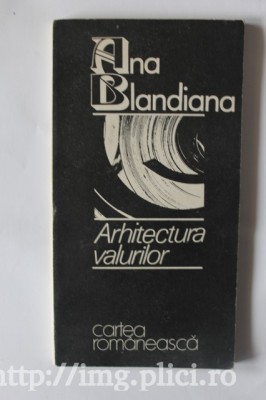 Ana
Blandiana
Arhitectura
valurilor
cartea
românească
http://img.plici.ro